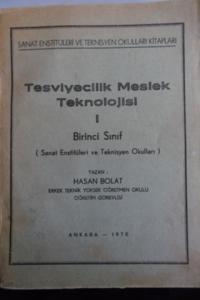 SANAT ENSTİTÜLERİ VE TEKNİSYEN OKULLARI KİTAPLARI
Tesviyecilik Meslek
Teknolojisi
I
Birinci Sınıf
( Sanat Enstitüleri ve Teknisyen Okulları )
YAZAN :
HASAN BOLAT
ERKEK TEKNİK YÜKSEK ÖĞRETMEN OKULU
ÖĞRETİM GÖREVLİSİ
ANKARA — 1970